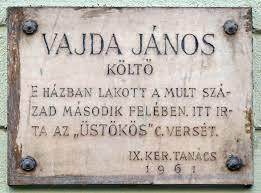 VAJDA JÁNOS
KÖLTŐ
E HÁZBAN LAKOTT A MULT SZÁ-
ZAD MÁSODIK FELÉBEN. ITT IR-
TA AZ „ÜSTÖKÖS” C. VERSÉT.
IX. KER. TANÁCS
1961